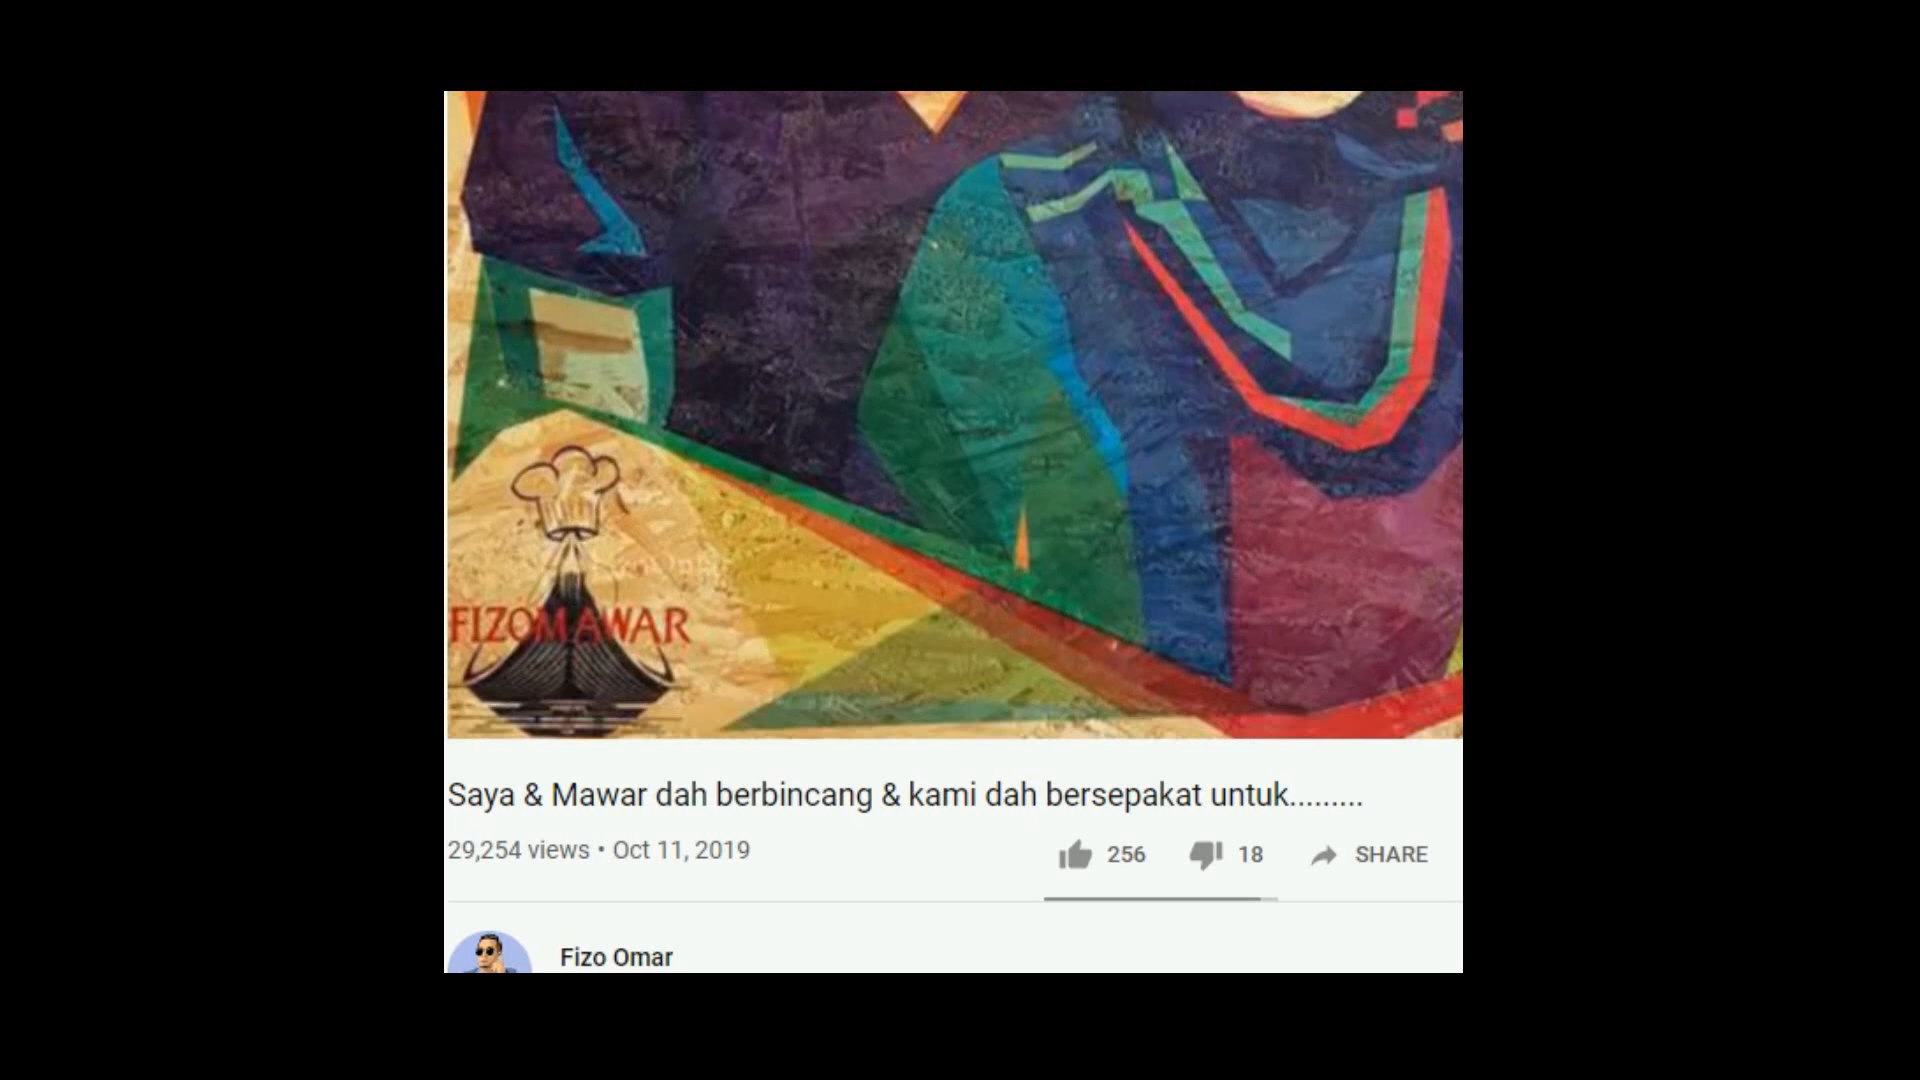 FIZOMAWAR
Saya & Mawar dah berbincang & kami dah bersepakat untuk.........
29,254 views • Oct 11, 2019
256
18
SHARE
Fizo Omar